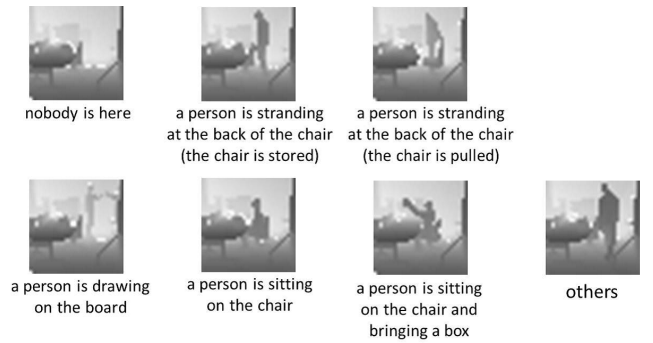 nobody is here
a person is stranding
at the back of the chair
(the chair is stored)
a person is stranding
at the back of the chair
(the chair is pulled)
a person is drawing
on the board
a person is sitting
on the chair
a person is sitting
on the chair and
bringing a box
others